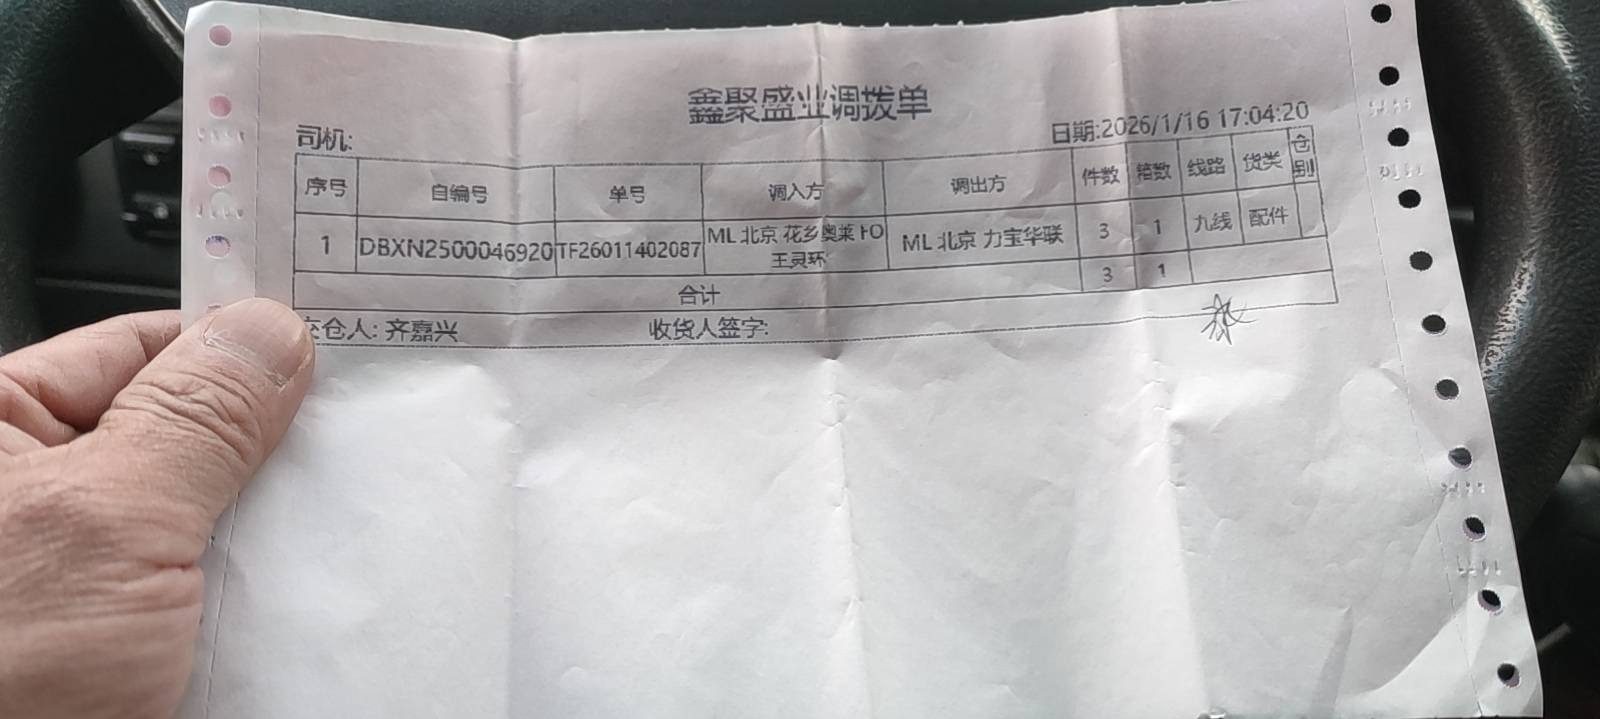 鑫聚盛业调拨单
司机:
日期:2026/1/16 17:04:20
序号 自编号 单号 调入方 调出方 件数 箱数 线路 货类 仓别
1 DBXN2500046920 TF26011402087 ML 北京 花乡奥莱 FO 王灵环 ML 北京 力宝华联 3 1 九线 配件
合计 3 1
交仓人: 齐嘉兴 收货人签字: